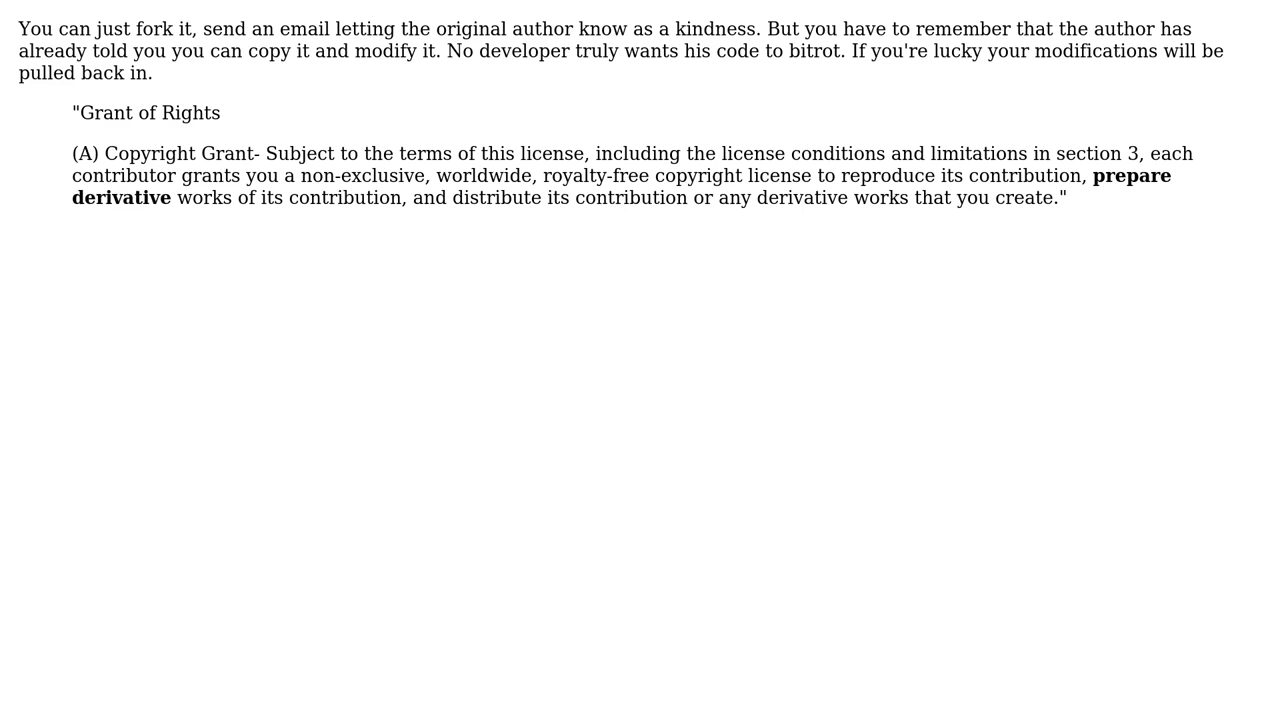 You can just fork it, send an email letting the original author know as a kindness. But you have to remember that the author has
already told you you can copy it and modify it. No developer truly wants his code to bitrot. If you're lucky your modifications will be
pulled back in.
"Grant of Rights
(A) Copyright Grant- Subject to the terms of this license, including the license conditions and limitations in section 3, each
contributor grants you a non-exclusive, worldwide, royalty-free copyright license to reproduce its contribution, prepare
derivative works of its contribution, and distribute its contribution or any derivative works that you create."